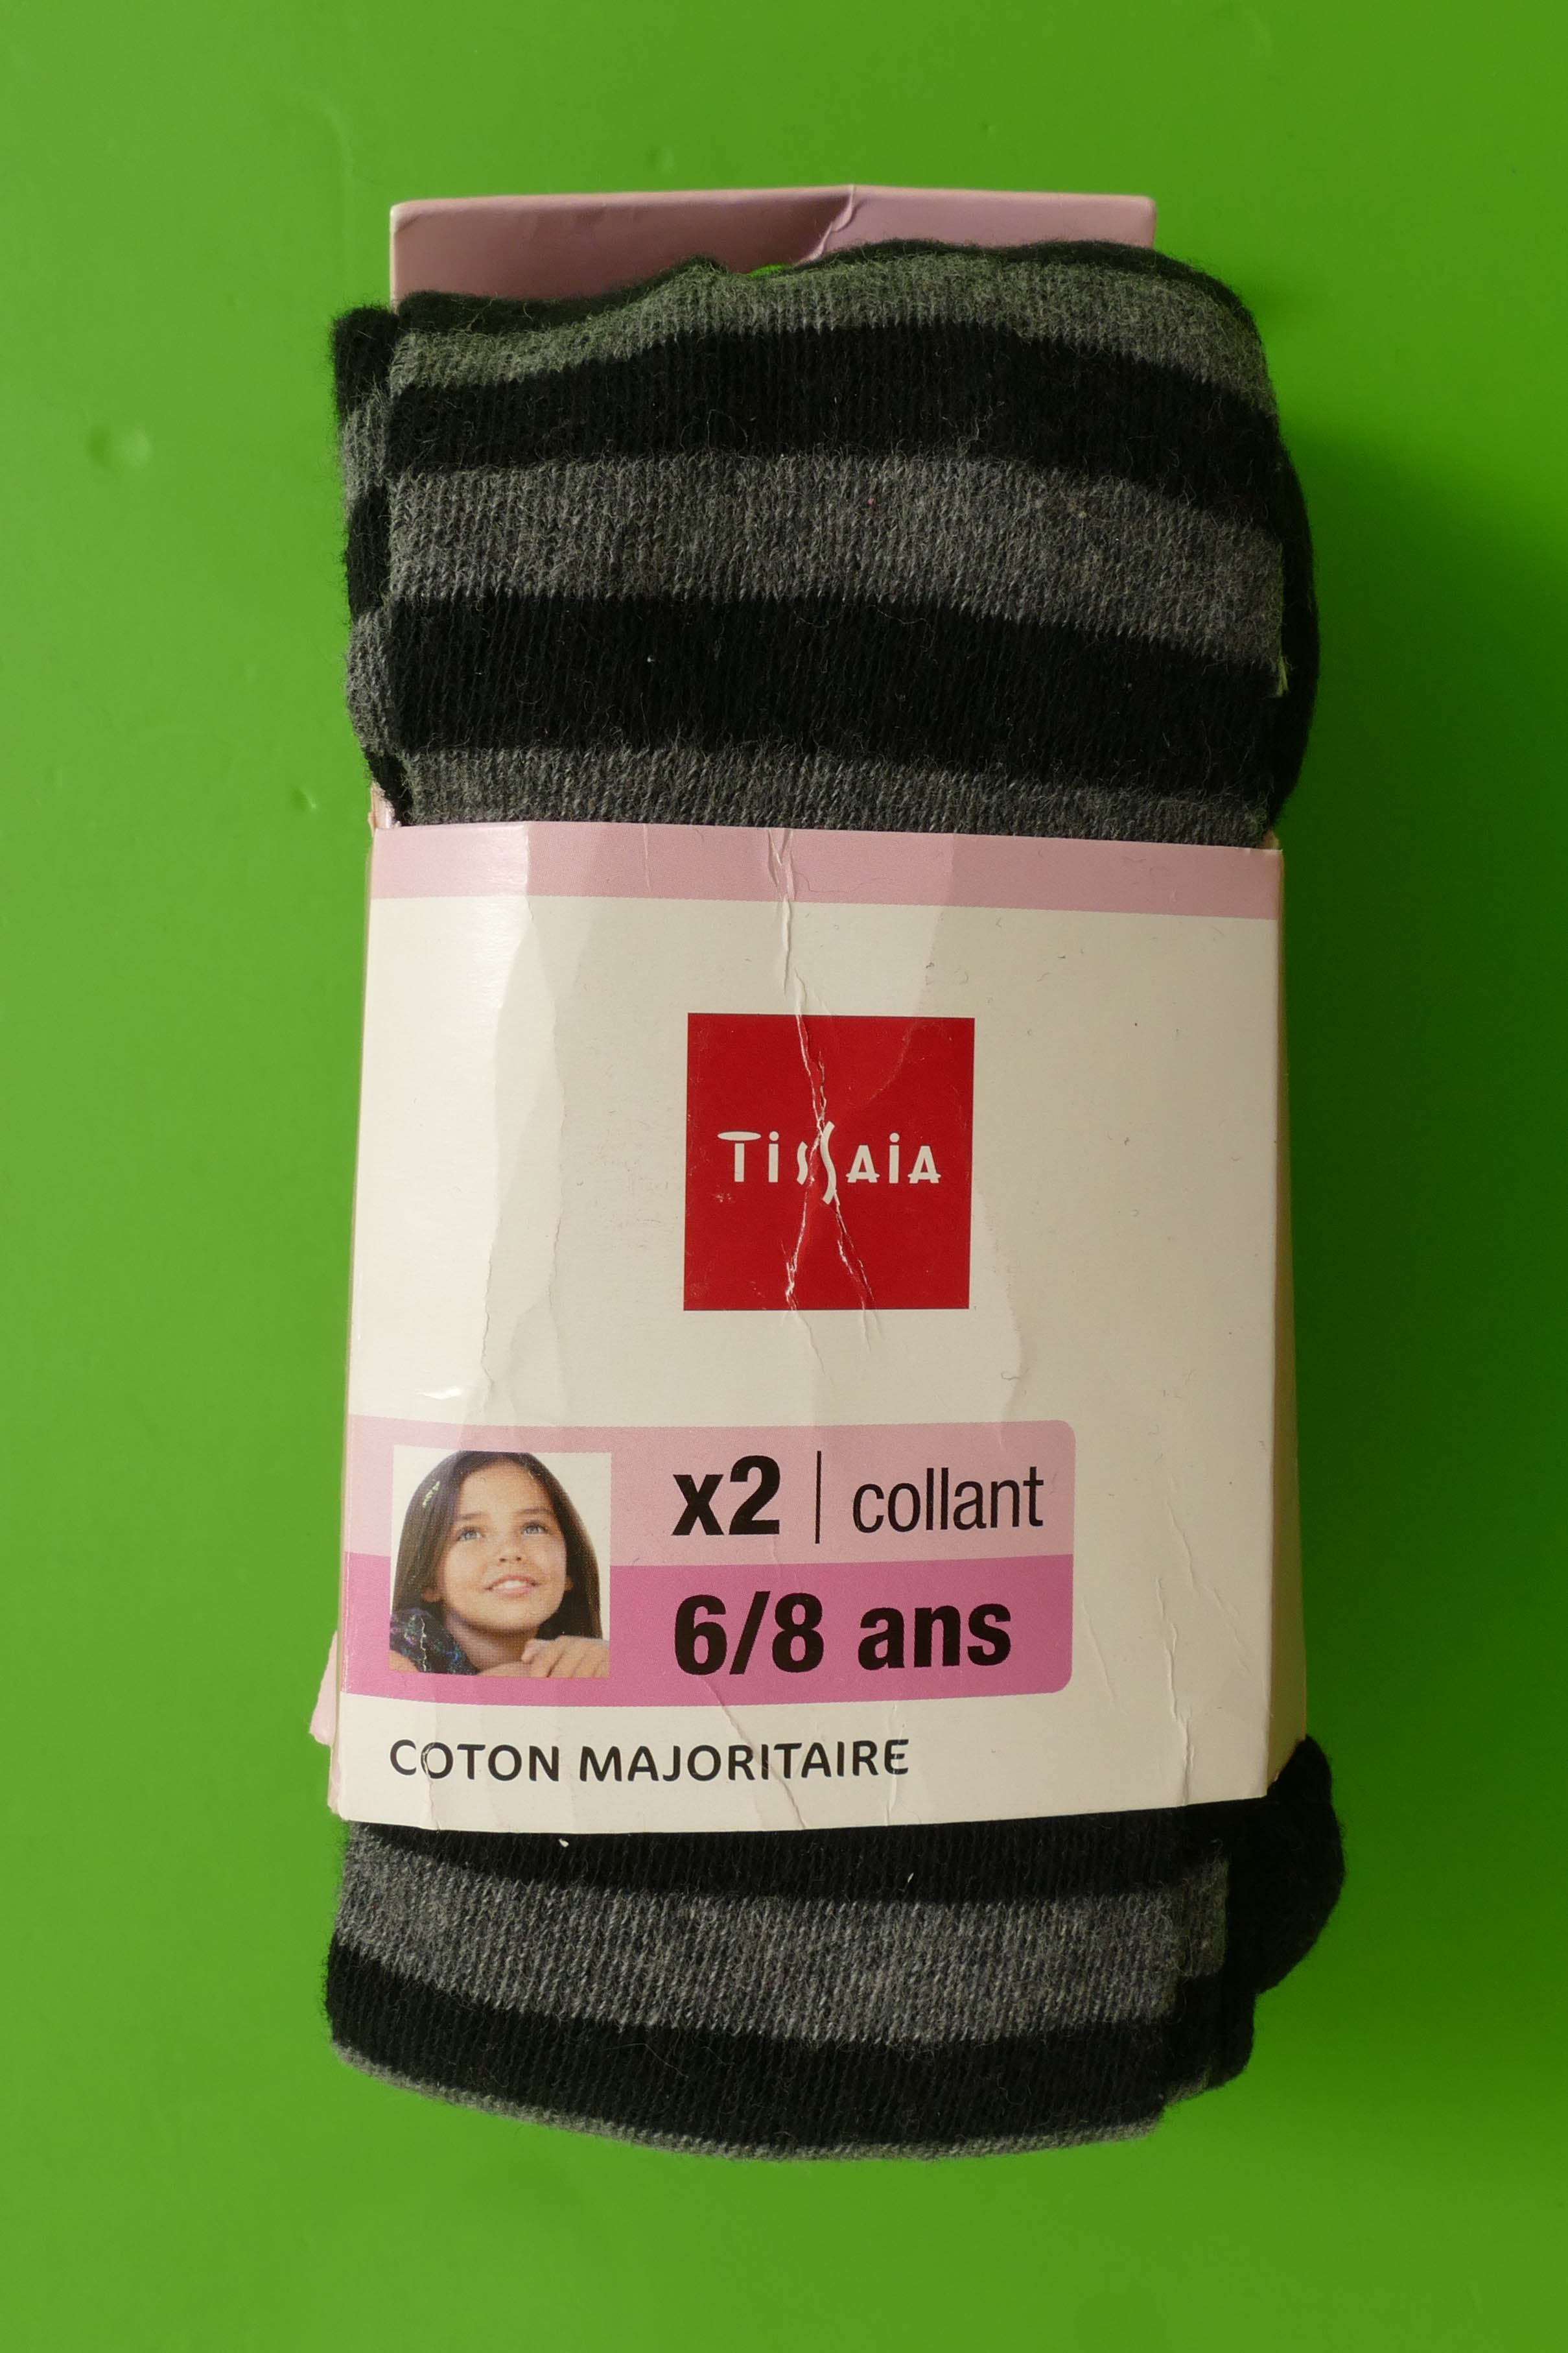 Tissaia
x2 | collant
6/8 ans
COTON MAJORITAIRE